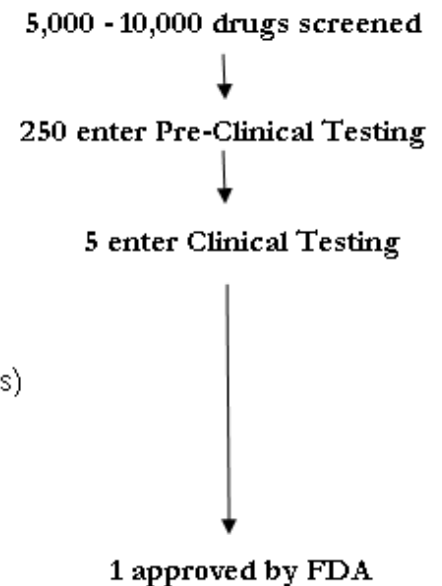 5,000 - 10,000 drugs screened
250 enter Pre-Clinical Testing
5 enter Clinical Testing
s)
1 approved by FDA